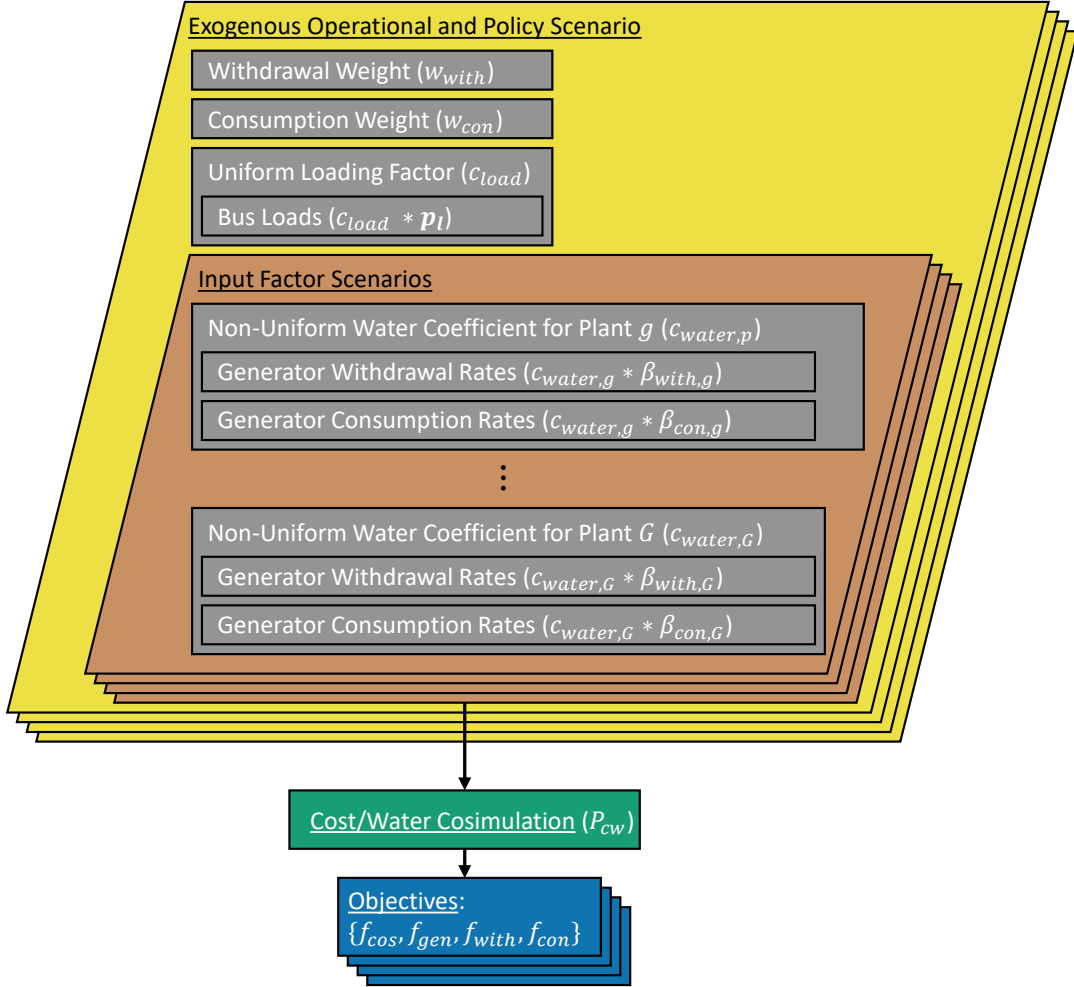 Exogenous Operational and Policy Scenario
Withdrawal Weight (w_with)
Consumption Weight (w_con)
Uniform Loading Factor (c_load)
Bus Loads (c_load * p_l)
Input Factor Scenarios
Non-Uniform Water Coefficient for Plant g (c_water,p)
Generator Withdrawal Rates (c_water,g * β_with,g)
Generator Consumption Rates (c_water,g * β_con,g)
⋮
Non-Uniform Water Coefficient for Plant G (c_water,G)
Generator Withdrawal Rates (c_water,G * β_with,G)
Generator Consumption Rates (c_water,G * β_con,G)
Cost/Water Cosimulation (P_cw)
Objectives:
{f_cos, f_gen, f_with, f_con}